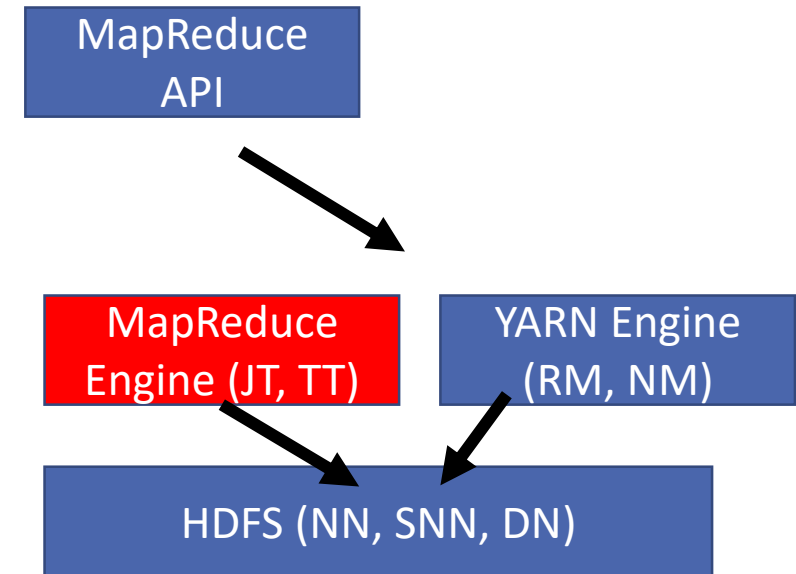 MapReduce
API
MapReduce
Engine (JT, TT)
YARN Engine
(RM, NM)
HDFS (NN, SNN, DN)